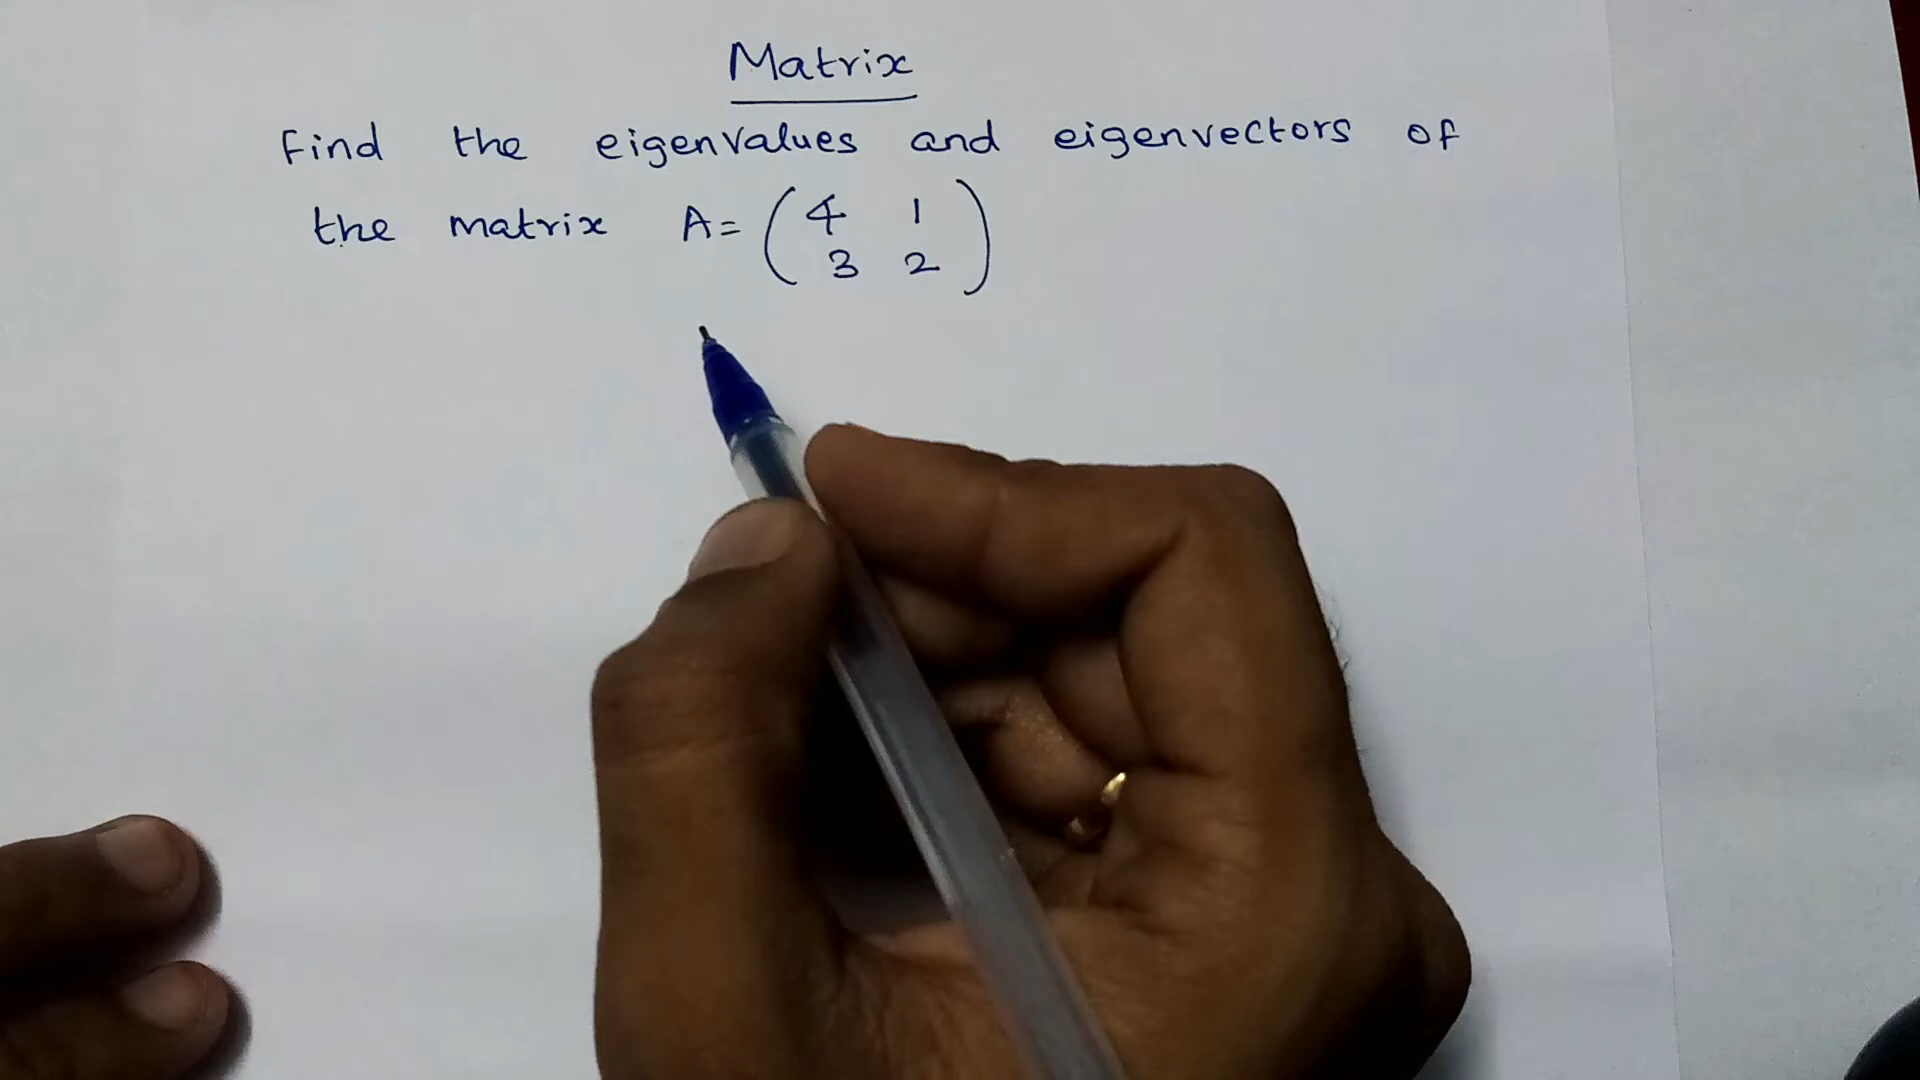 Matrix
Find the eigenvalues and eigenvectors of
the matrix A= ( 4 1
3 2 )